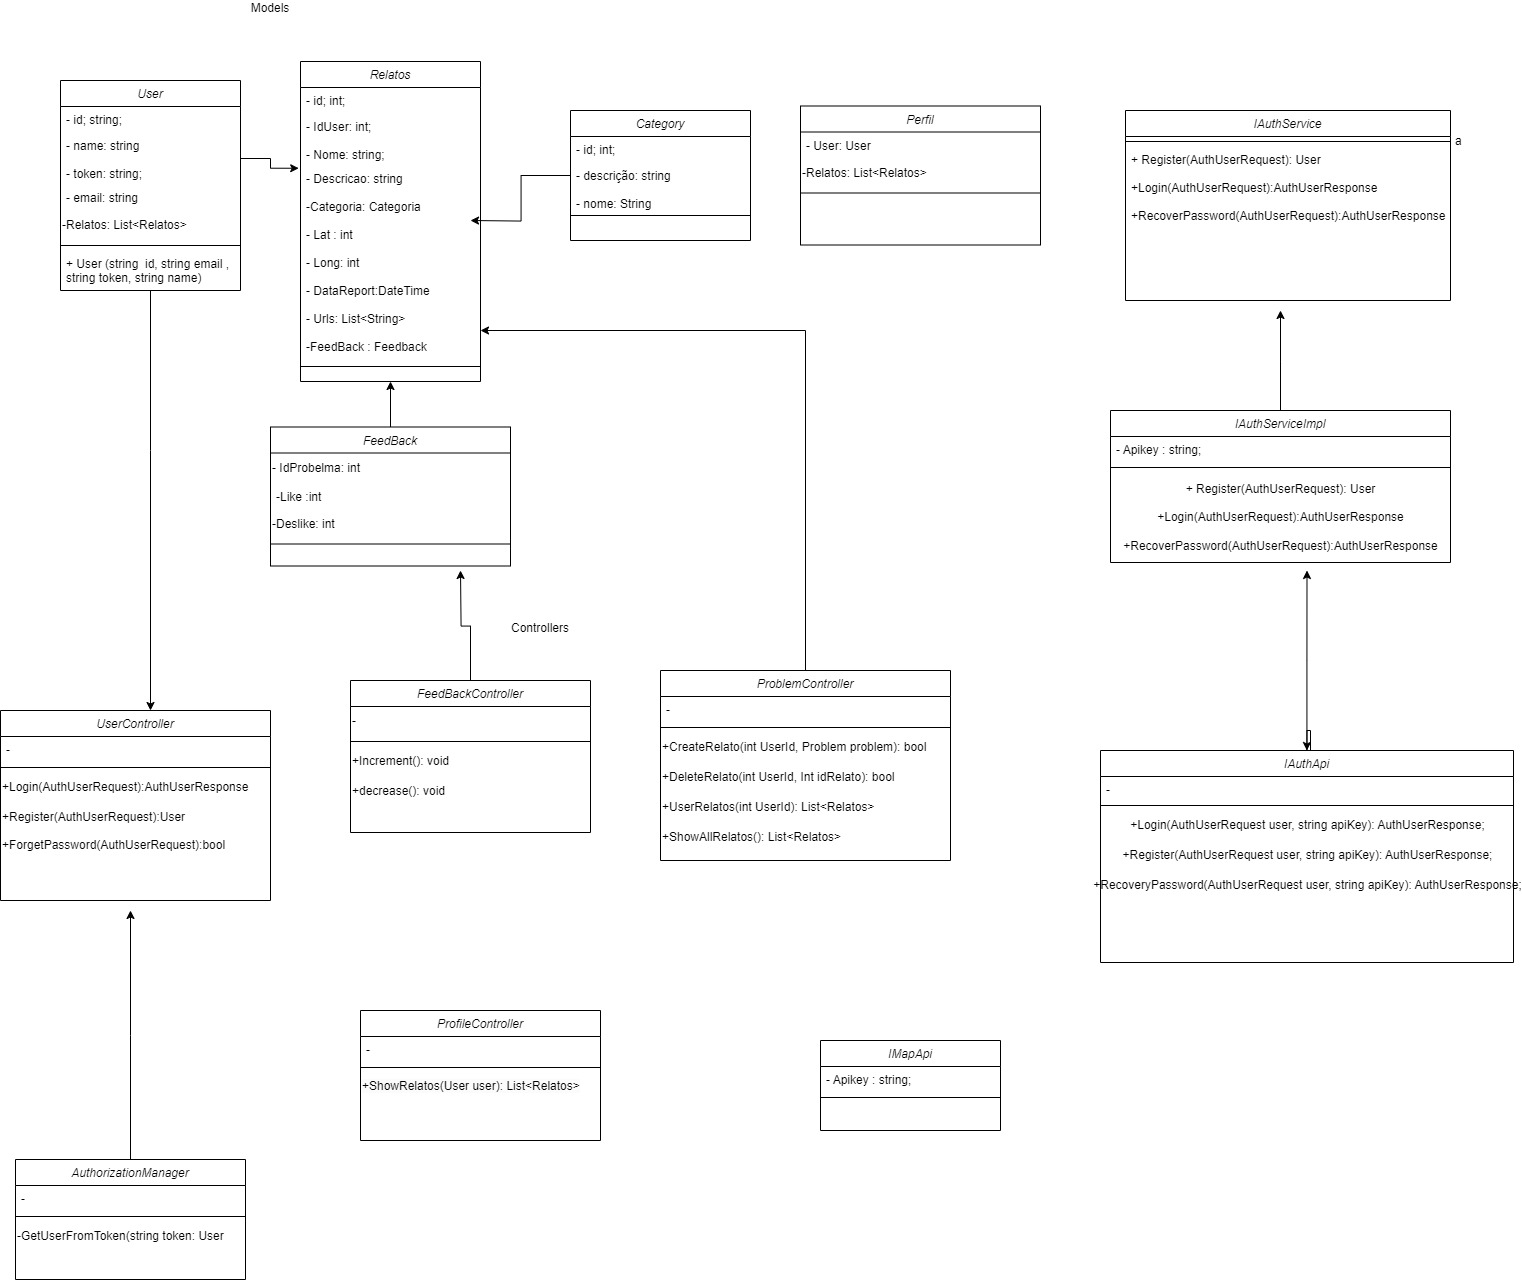 Models
User
- id; string;
- name: string
- token: string;
- email: string
-Relatos: List<Relatos>
+ User (string  id, string email ,
string token, string name)
Relatos
- id; int;
- IdUser: int;
- Nome: string;
- Descricao: string
-Categoria: Categoria
- Lat : int
- Long: int
- DataReport:DateTime
- Urls: List<String>
-FeedBack : Feedback
Category
- id; int;
- descrição: string
- nome: String
Perfil
- User: User
-Relatos: List<Relatos>
IAuthService
a
+ Register(AuthUserRequest): User
+Login(AuthUserRequest):AuthUserResponse
+RecoverPassword(AuthUserRequest):AuthUserResponse
FeedBack
- IdProbelma: int
-Like :int
-Deslike: int
IAuthServiceImpl
- Apikey : string;
+ Register(AuthUserRequest): User
+Login(AuthUserRequest):AuthUserResponse
+RecoverPassword(AuthUserRequest):AuthUserResponse
Controllers
UserController
-
+Login(AuthUserRequest):AuthUserResponse
+Register(AuthUserRequest):User
+ForgetPassword(AuthUserRequest):bool
FeedBackController
-
+Increment(): void
+decrease(): void
ProblemController
-
+CreateRelato(int UserId, Problem problem): bool
+DeleteRelato(int UserId, Int idRelato): bool
+UserRelatos(int UserId): List<Relatos>
+ShowAllRelatos(): List<Relatos>
IAuthApi
-
+Login(AuthUserRequest user, string apiKey): AuthUserResponse;
+Register(AuthUserRequest user, string apiKey): AuthUserResponse;
+RecoveryPassword(AuthUserRequest user, string apiKey): AuthUserResponse;
ProfileController
-
+ShowRelatos(User user): List<Relatos>
IMapApi
- Apikey : string;
AuthorizationManager
-
-GetUserFromToken(string token: User